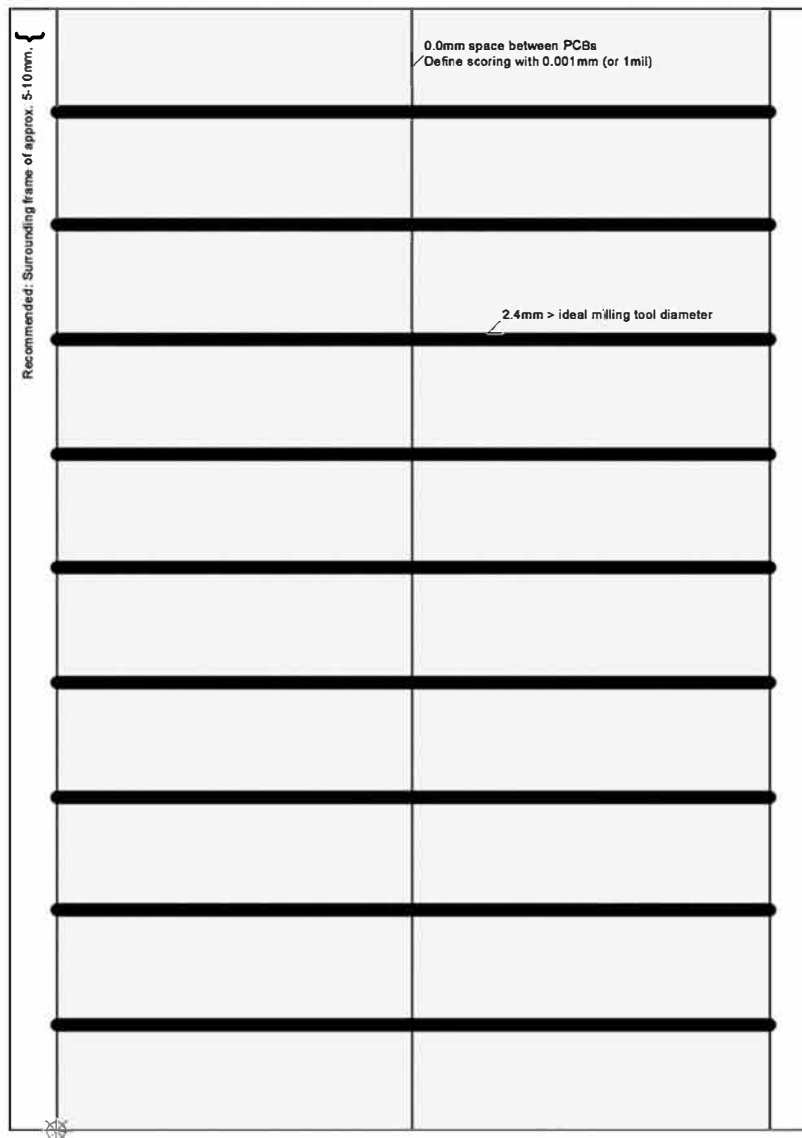 0.0mm space between PCBs
Define scoring with 0.001mm (or 1mil)
Recommended: Surrounding frame of approx. 5-10mm.
2.4mm > ideal milling tool diameter